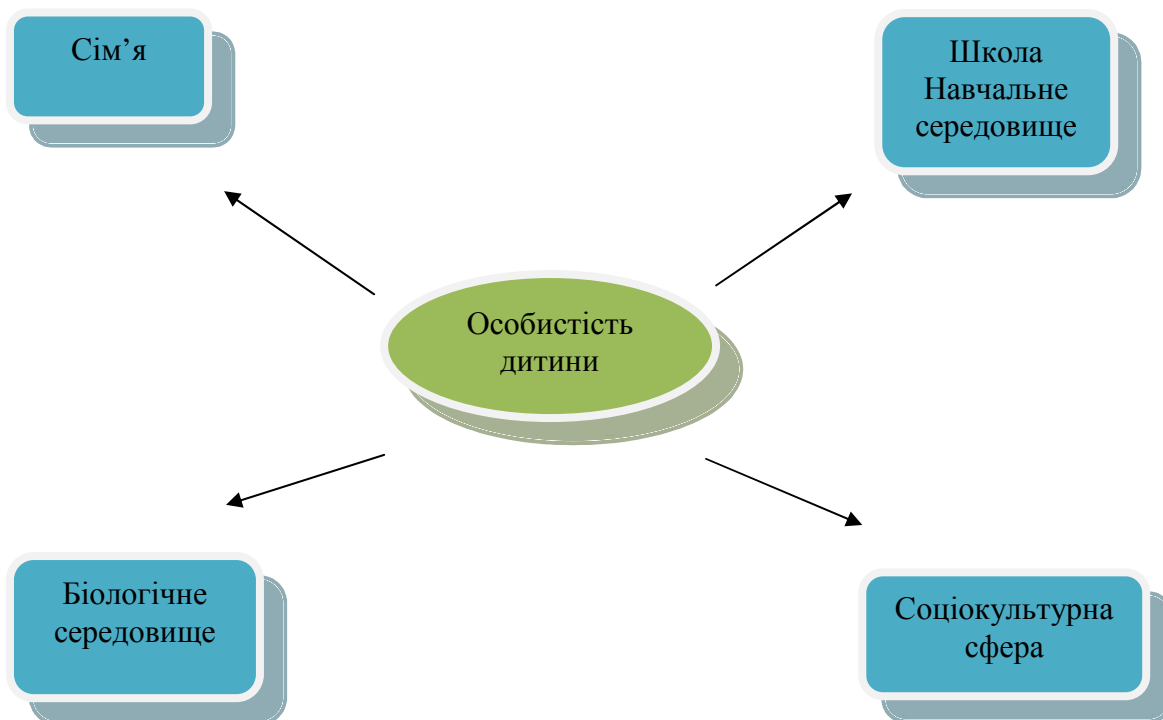 Сім’я
Школа
Навчальне
середовище
Особистість
дитини
Біологічне
середовище
Соціокультурна
сфера